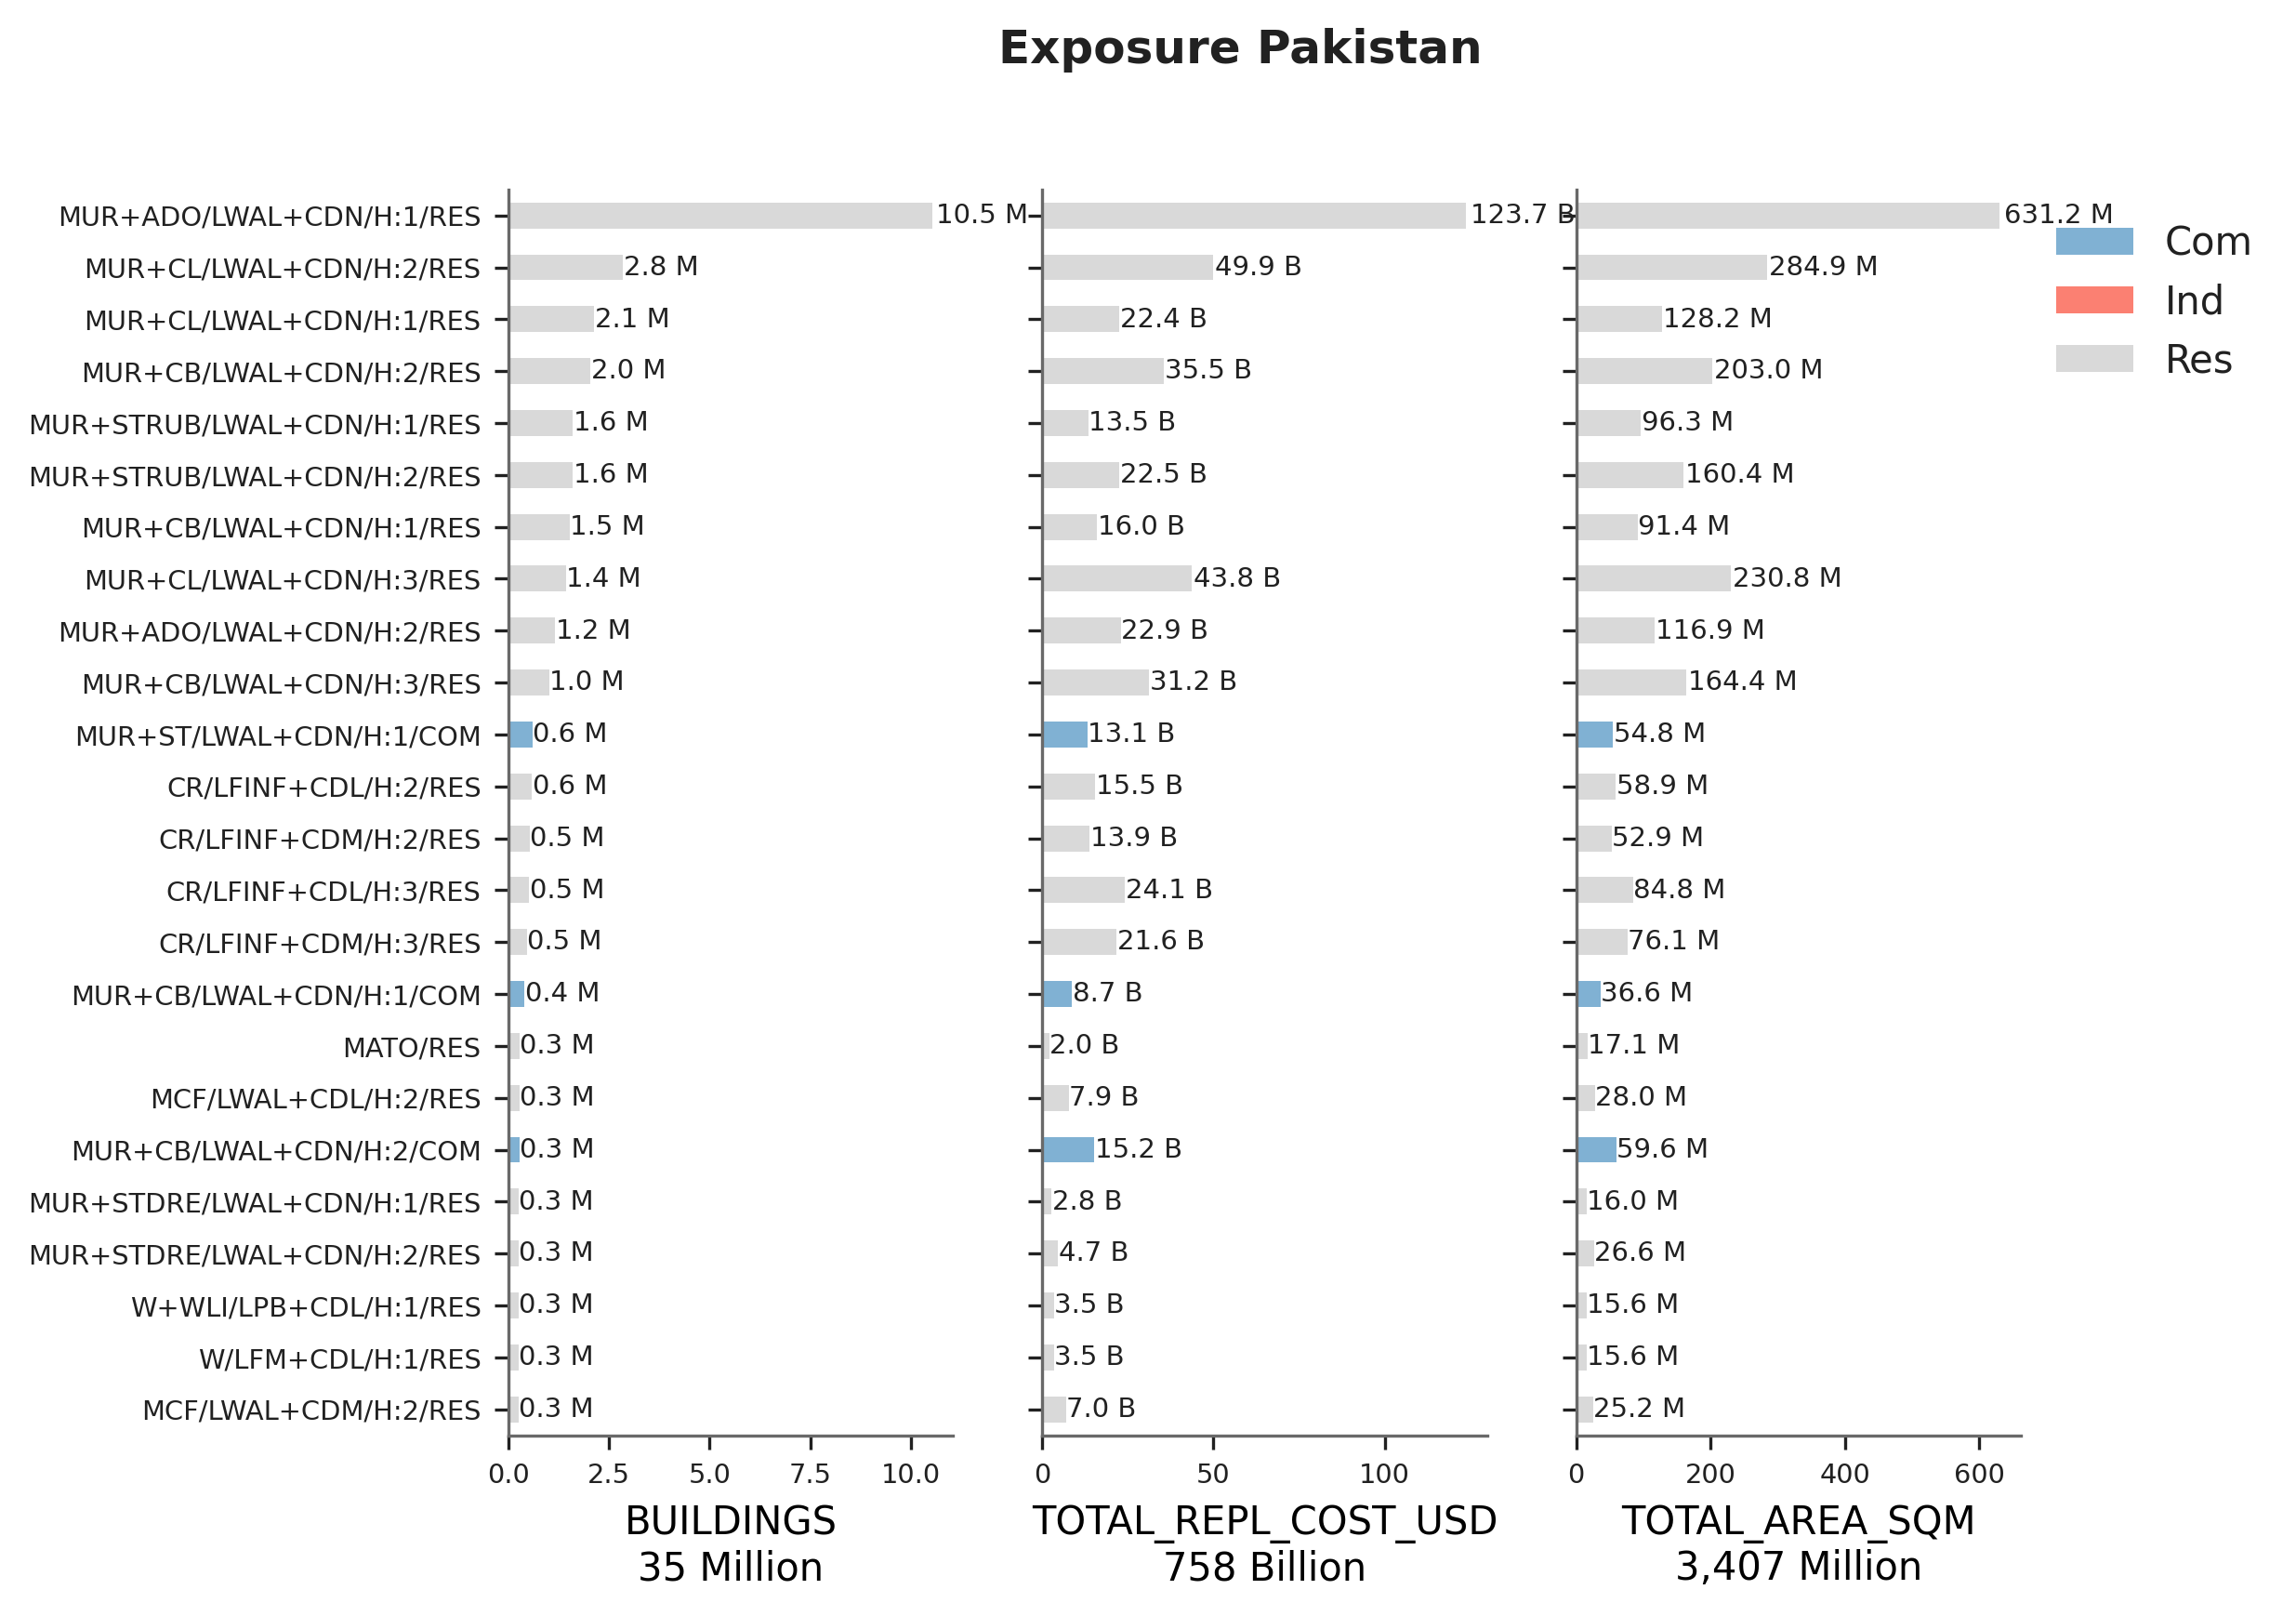 Exposure Pakistan
MUR+ADO/LWAL+CDN/H:1/RES 10.5 M 123.7 B 631.2 M
Com
MUR+CL/LWAL+CDN/H:2/RES 2.8 M 49.9 B 284.9 M
Ind
MUR+CL/LWAL+CDN/H:1/RES 2.1 M 22.4 B 128.2 M
Res
MUR+CB/LWAL+CDN/H:2/RES 2.0 M 35.5 B 203.0 M
MUR+STRUB/LWAL+CDN/H:1/RES 1.6 M 13.5 B 96.3 M
MUR+STRUB/LWAL+CDN/H:2/RES 1.6 M 22.5 B 160.4 M
MUR+CB/LWAL+CDN/H:1/RES 1.5 M 16.0 B 91.4 M
MUR+CL/LWAL+CDN/H:3/RES 1.4 M 43.8 B 230.8 M
MUR+ADO/LWAL+CDN/H:2/RES 1.2 M 22.9 B 116.9 M
MUR+CB/LWAL+CDN/H:3/RES 1.0 M 31.2 B 164.4 M
MUR+ST/LWAL+CDN/H:1/COM 0.6 M 13.1 B 54.8 M
CR/LFINF+CDL/H:2/RES 0.6 M 15.5 B 58.9 M
CR/LFINF+CDM/H:2/RES 0.5 M 13.9 B 52.9 M
CR/LFINF+CDL/H:3/RES 0.5 M 24.1 B 84.8 M
CR/LFINF+CDM/H:3/RES 0.5 M 21.6 B 76.1 M
MUR+CB/LWAL+CDN/H:1/COM 0.4 M 8.7 B 36.6 M
MATO/RES 0.3 M 2.0 B 17.1 M
MCF/LWAL+CDL/H:2/RES 0.3 M 7.9 B 28.0 M
MUR+CB/LWAL+CDN/H:2/COM 0.3 M 15.2 B 59.6 M
MUR+STDRE/LWAL+CDN/H:1/RES 0.3 M 2.8 B 16.0 M
MUR+STDRE/LWAL+CDN/H:2/RES 0.3 M 4.7 B 26.6 M
W+WLI/LPB+CDL/H:1/RES 0.3 M 3.5 B 15.6 M
W/LFM+CDL/H:1/RES 0.3 M 3.5 B 15.6 M
MCF/LWAL+CDM/H:2/RES 0.3 M 7.0 B 25.2 M
0.0 2.5 5.0 7.5 10.0 0 50 100 0 200 400 600
BUILDINGS TOTAL_REPL_COST_USD TOTAL_AREA_SQM
35 Million 758 Billion 3,407 Million